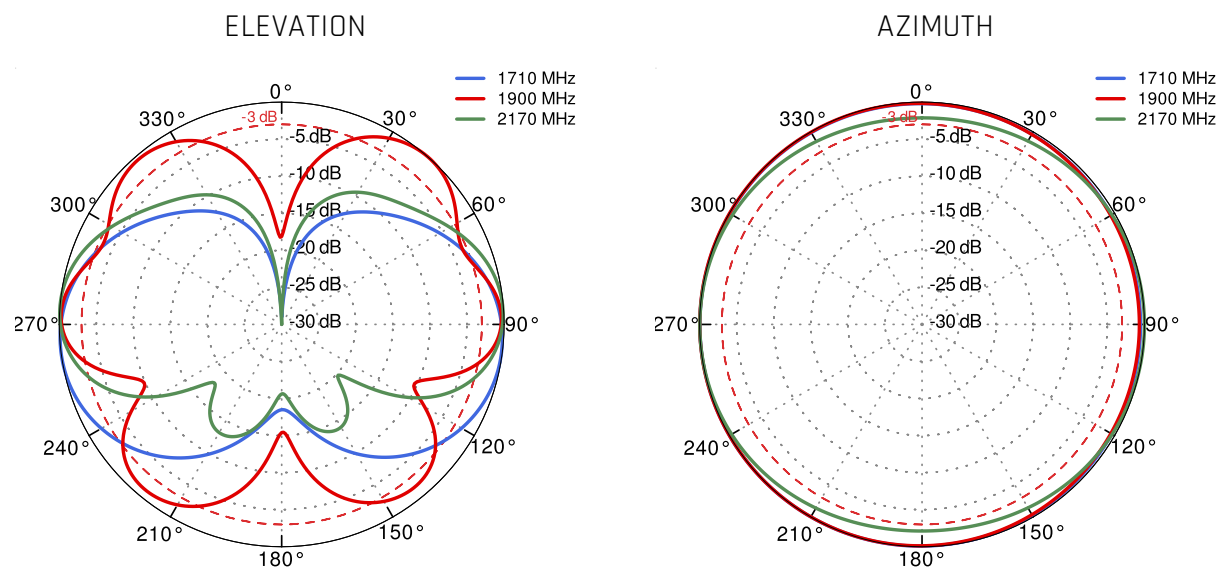 ELEVATION
1710 MHz
1900 MHz
2170 MHz
0°
330°
30°
-3 dB
-5 dB
-10 dB
300°
-15 dB
60°
-20 dB
-25 dB
270°
-30 dB
90°
240°
120°
210°
150°
180°
AZIMUTH
1710 MHz
1900 MHz
2170 MHz
0°
330°
30°
-3 dB
-5 dB
-10 dB
300°
-15 dB
60°
-20 dB
-25 dB
270°
-30 dB
90°
240°
120°
210°
150°
180°